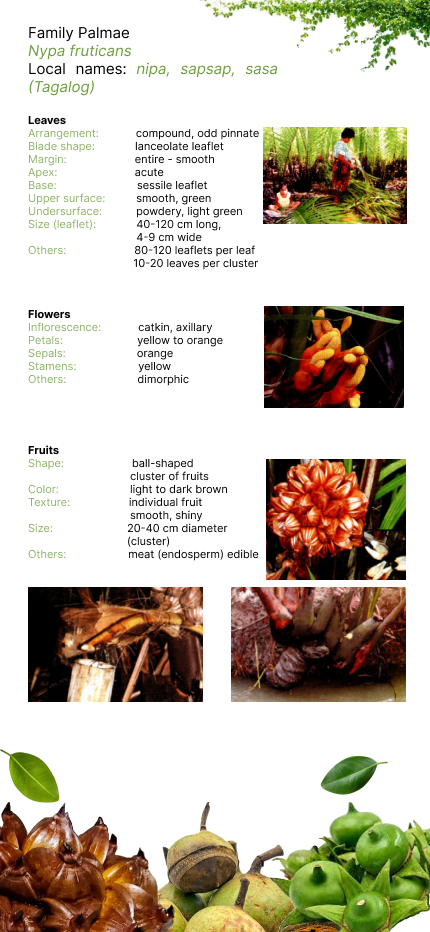 Family Palmae
Nypa fruticans
Local names: nipa, sapsap, sasa
(Tagalog)
Leaves
Arrangement: compound, odd pinnate
Blade shape: lanceolate leaflet
Margin: entire - smooth
Apex: acute
Base: sessile leaflet
Upper surface: smooth, green
Undersurface: powdery, light green
Size (leaflet): 40-120 cm long,
4-9 cm wide
Others: 80-120 leaflets per leaf
10-20 leaves per cluster
Flowers
Inflorescence: catkin, axillary
Petals: yellow to orange
Sepals: orange
Stamens: yellow
Others: dimorphic
Fruits
Shape: ball-shaped
cluster of fruits
Color: light to dark brown
Texture: individual fruit
smooth, shiny
Size: 20-40 cm diameter
(cluster)
Others: meat (endosperm) edible